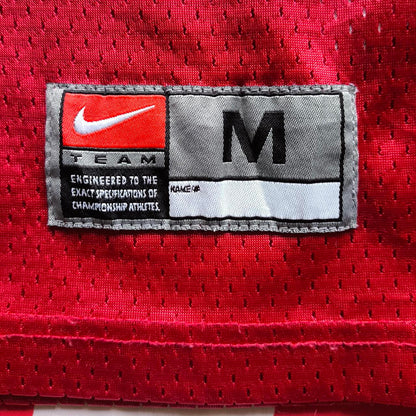 TEAM
ENGINEERED TO THE
EXACT SPECIFICATIONS OF
CHAMPIONSHIP ATHLETES.
M
NAME/#